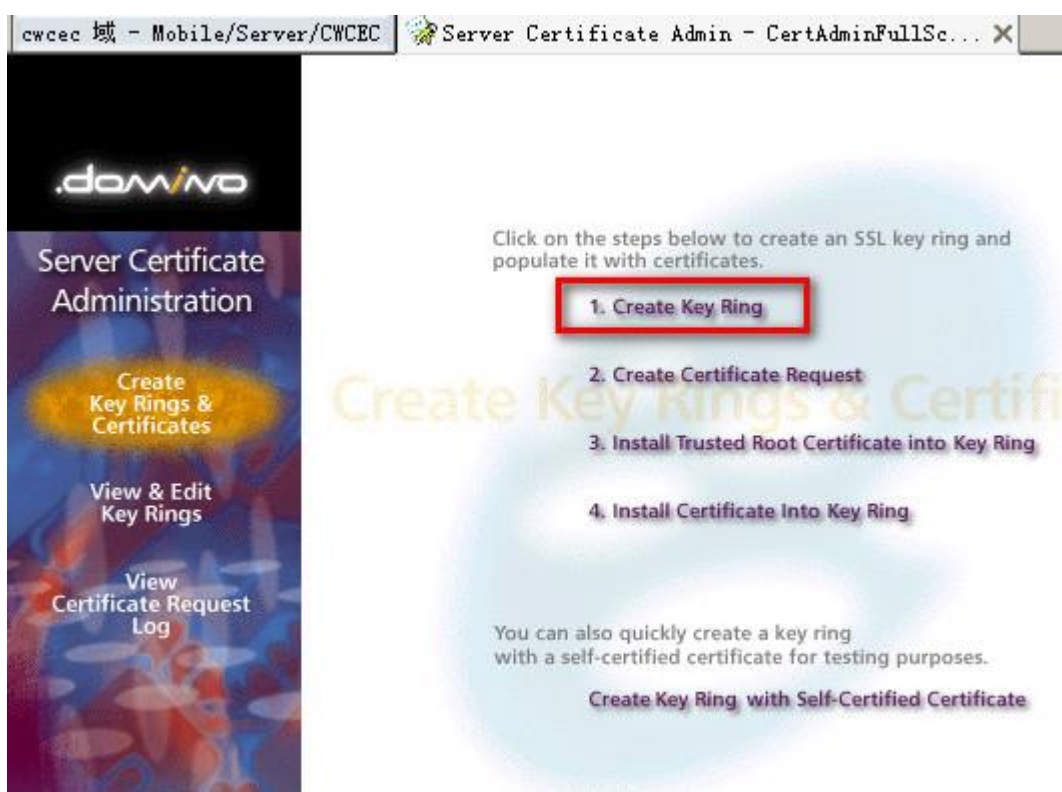 cwcec 域 - Mobile/Server/CWCEC
Server Certificate Admin - CertAdminFullSc...
.domino
Server Certificate
Administration
Create
Key Rings &
Certificates
View & Edit
Key Rings
View
Certificate Request
Log
Click on the steps below to create an SSL key ring and
populate it with certificates.
1. Create Key Ring
2. Create Certificate Request
Create Key Rings & Certif
3. Install Trusted Root Certificate into Key Ring
4. Install Certificate Into Key Ring
You can also quickly create a key ring
with a self-certified certificate for testing purposes.
Create Key Ring with Self-Certified Certificate